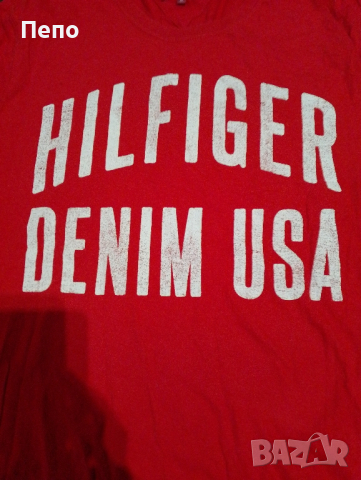 Пепо
HILFIGER
DENIM USA
BAZAR